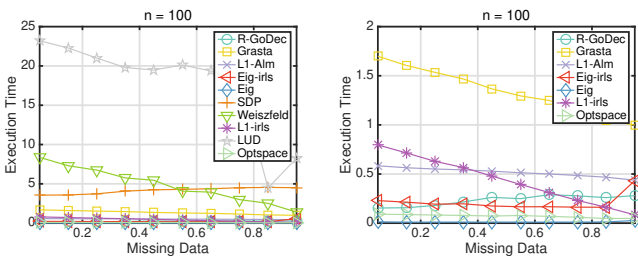 n = 100
Execution Time
25
20
15
10
5
0
0.2 0.4 0.6 0.8
Missing Data
R-GoDec
Grasta
L1-Alm
Eig-irls
Eig
SDP
Weiszfeld
L1-irls
LUD
Optspace
n = 100
Execution Time
2
1.5
1
0.5
0
0.2 0.4 0.6 0.8
Missing Data
R-GoDec
Grasta
L1-Alm
Eig-irls
Eig
L1-irls
Optspace